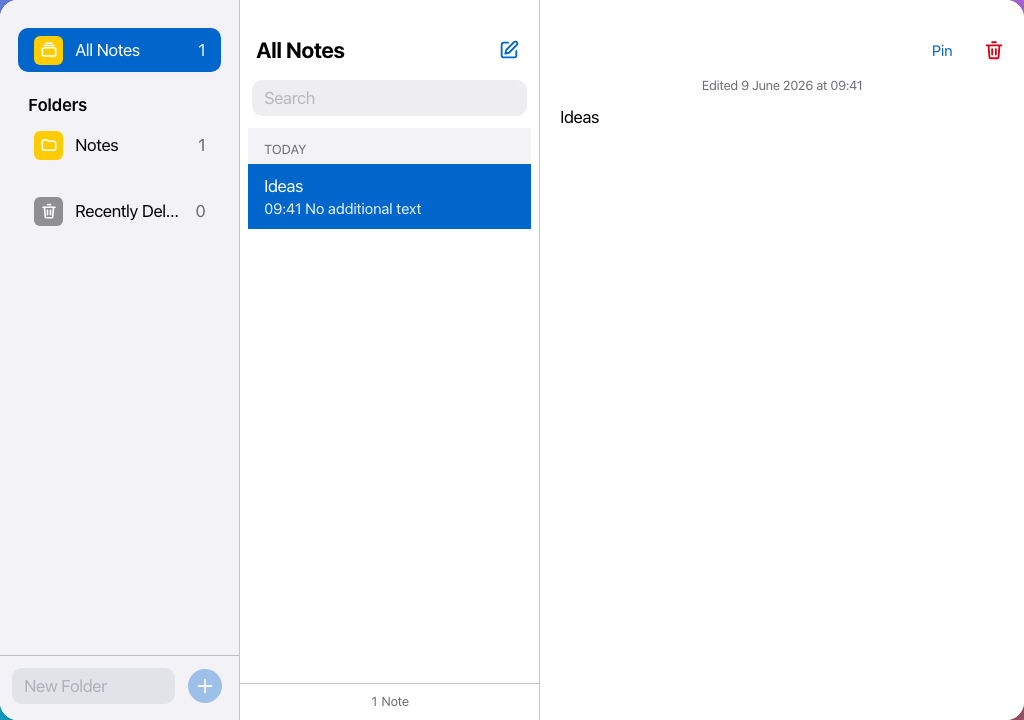 All Notes 1
Folders
Notes 1
Recently Del... 0
New Folder
All Notes
Search
TODAY
Ideas
09:41 No additional text
1 Note
Pin
Edited 9 June 2026 at 09:41
Ideas